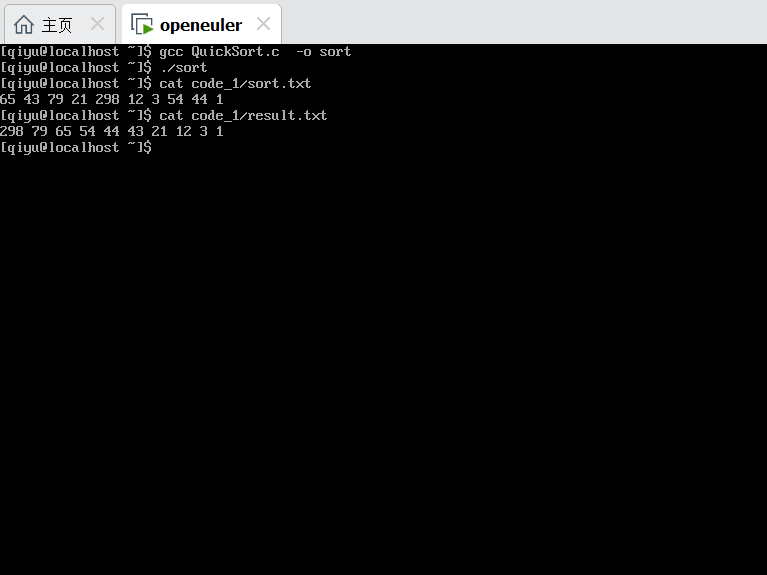 主页
openeuler
[qiyu@localhost ~]$ gcc QuickSort.c  -o sort
[qiyu@localhost ~]$ ./sort
[qiyu@localhost ~]$ cat code_1/sort.txt
65 43 79 21 298 12 3 54 44 1
[qiyu@localhost ~]$ cat code_1/result.txt
298 79 65 54 44 43 21 12 3 1
[qiyu@localhost ~]$